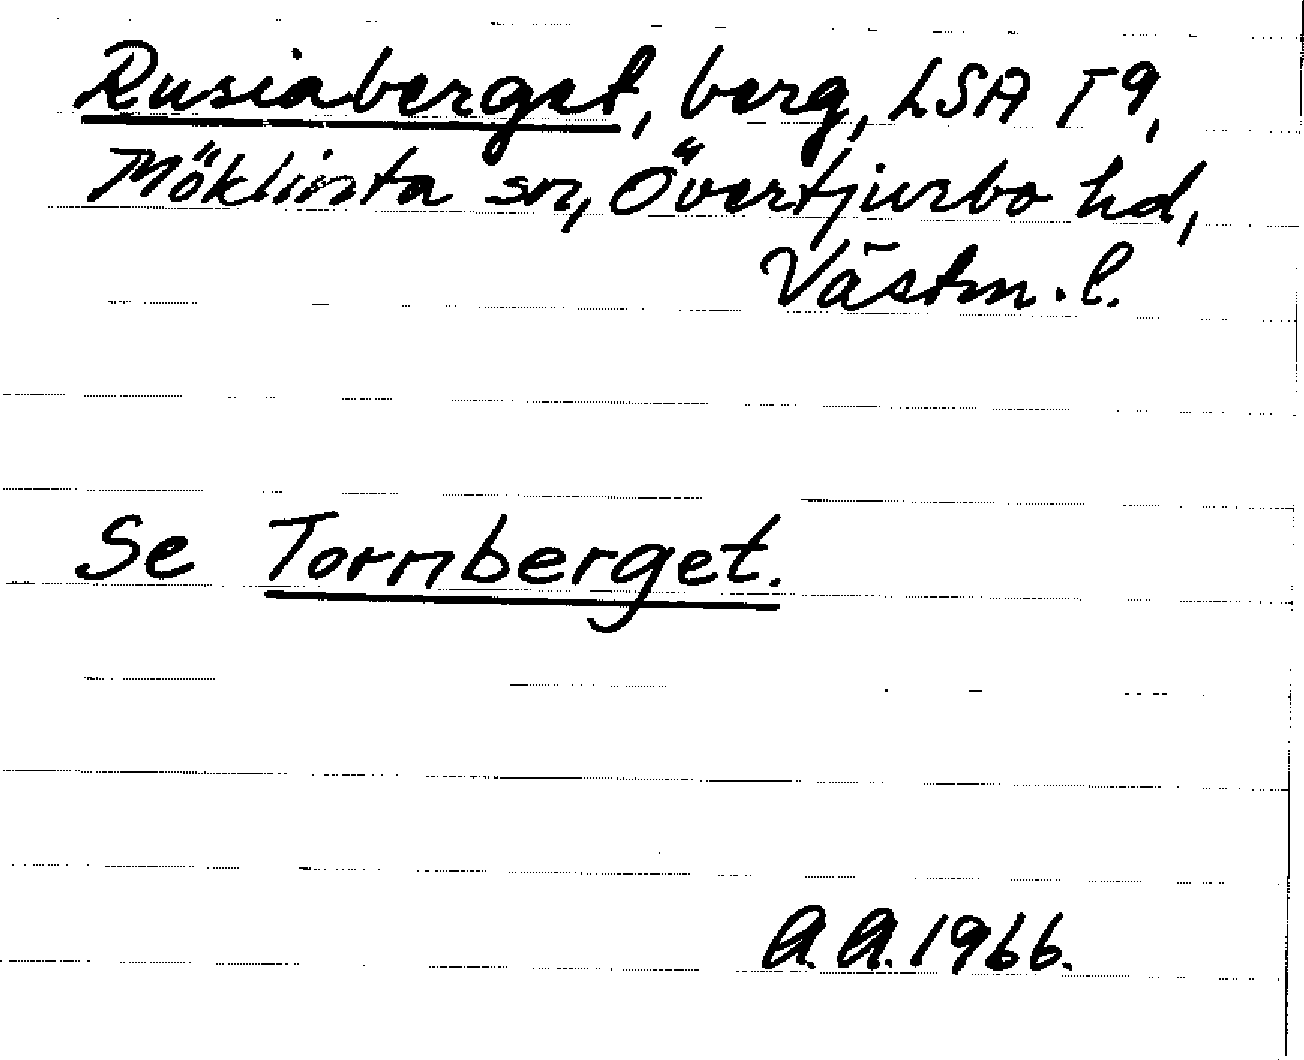 Rusiaberget, berg, LSA T9,
Möklinta sn, Övertjurbo hd,
Västm. l.
Se Tornberget.
A.A. 1966.